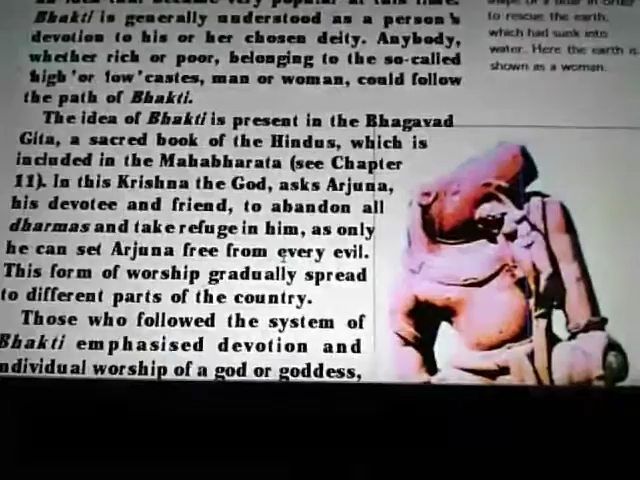 Bhakti is generally understood as a person's
devotion to his or her chosen deity. Anybody,
whether rich or poor, belonging to the so-called
'high' or 'low' castes, man or woman, could follow
the path of Bhakti.
The idea of Bhakti is present in the Bhagavad
Gita, a sacred book of the Hindus, which is
included in the Mahabharata (see Chapter
11). In this Krishna the God, asks Arjuna,
his devotee and friend, to abandon all
dharmas and take refuge in him, as only
he can set Arjuna free from every evil.
This form of worship gradually spread
to different parts of the country.
Those who followed the system of
Bhakti emphasised devotion and
individual worship of a god or goddess,
to rescue the earth,
which had sunk into
water. Here the earth is
shown as a woman.